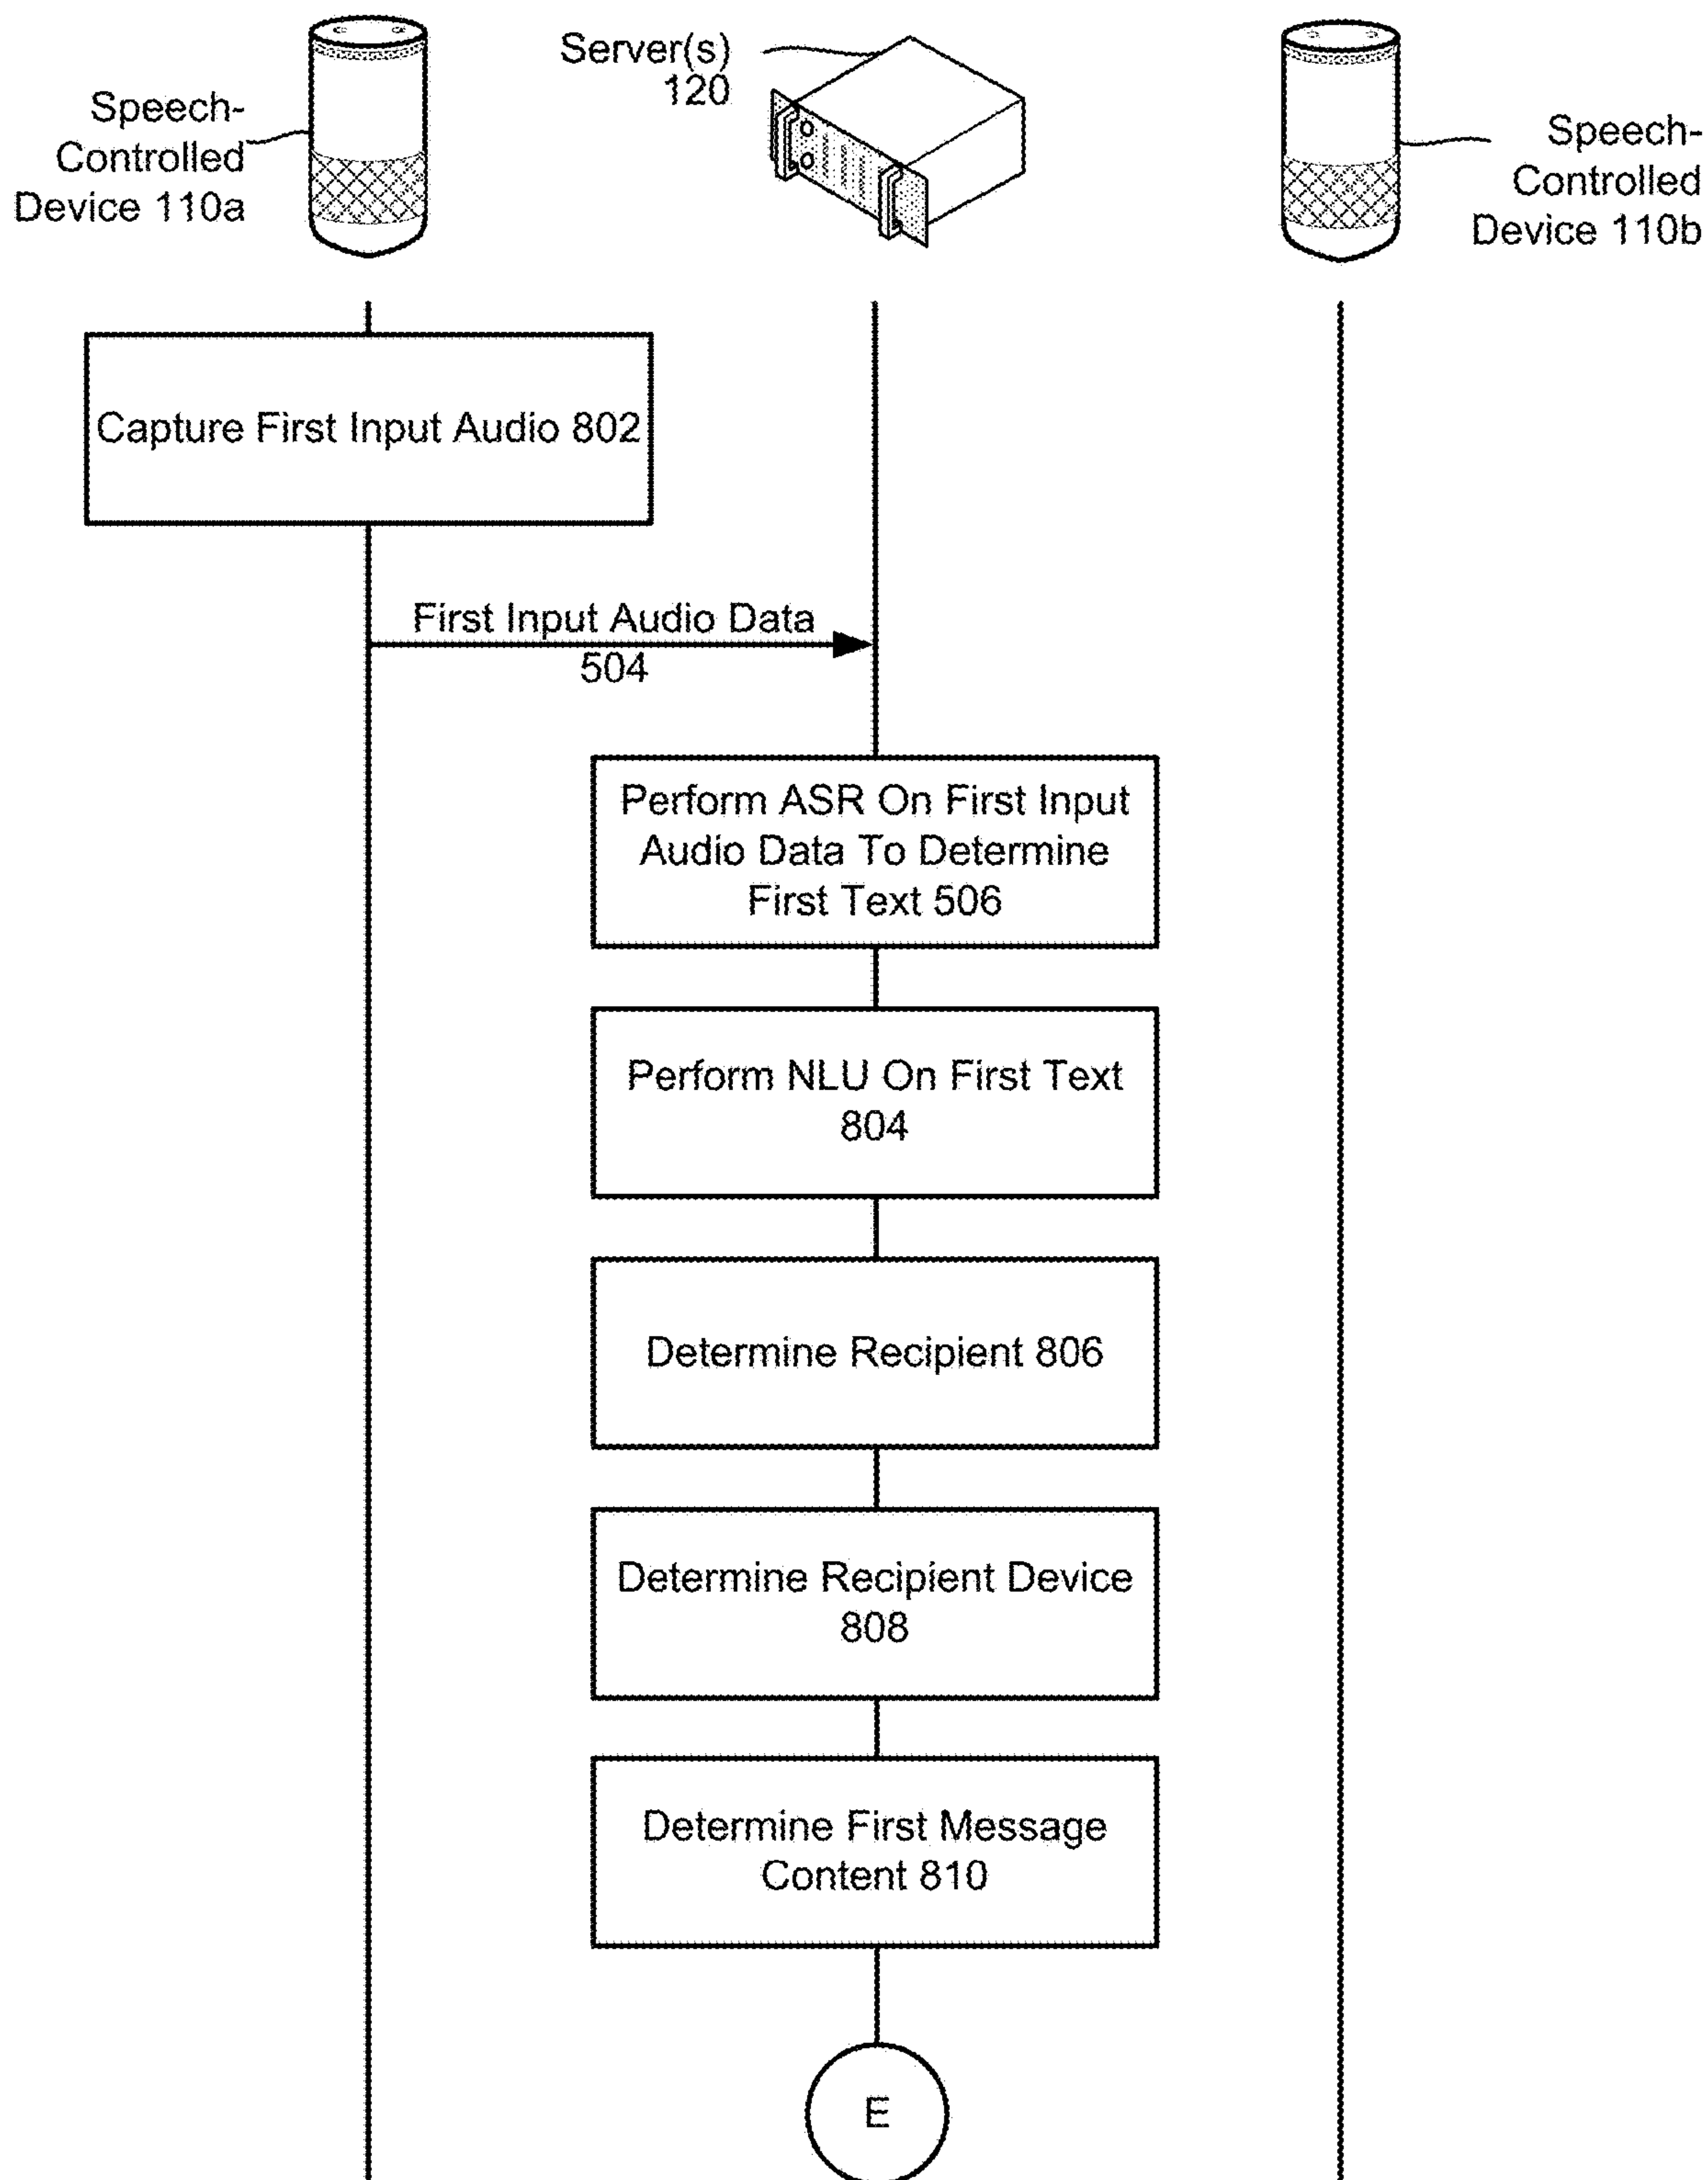 Speech-
Controlled
Device 110a
Server(s)
120
Speech-
Controlled
Device 110b
Capture First Input Audio 802
First Input Audio Data
504
Perform ASR On First Input
Audio Data To Determine
First Text 506
Perform NLU On First Text
804
Determine Recipient 806
Determine Recipient Device
808
Determine First Message
Content 810
E